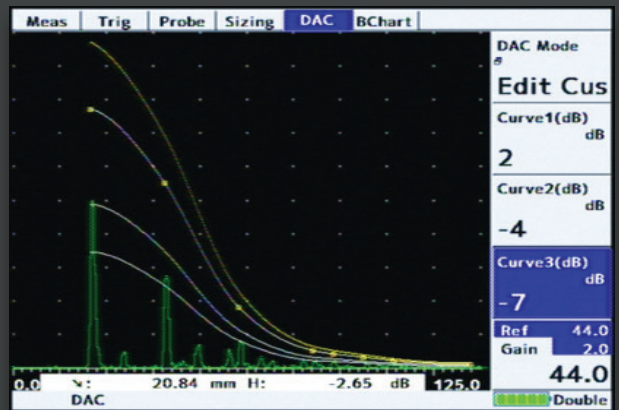 Meas Trig Probe Sizing DAC BChart
DAC Mode
Edit Cus
Curve1(dB)
dB
2
Curve2(dB)
dB
-4
Curve3(dB)
dB
-7
Ref 44.0
Gain 2.0
44.0
0.0 ↘: 20.84 mm H: -2.65 dB 125.0
DAC Double